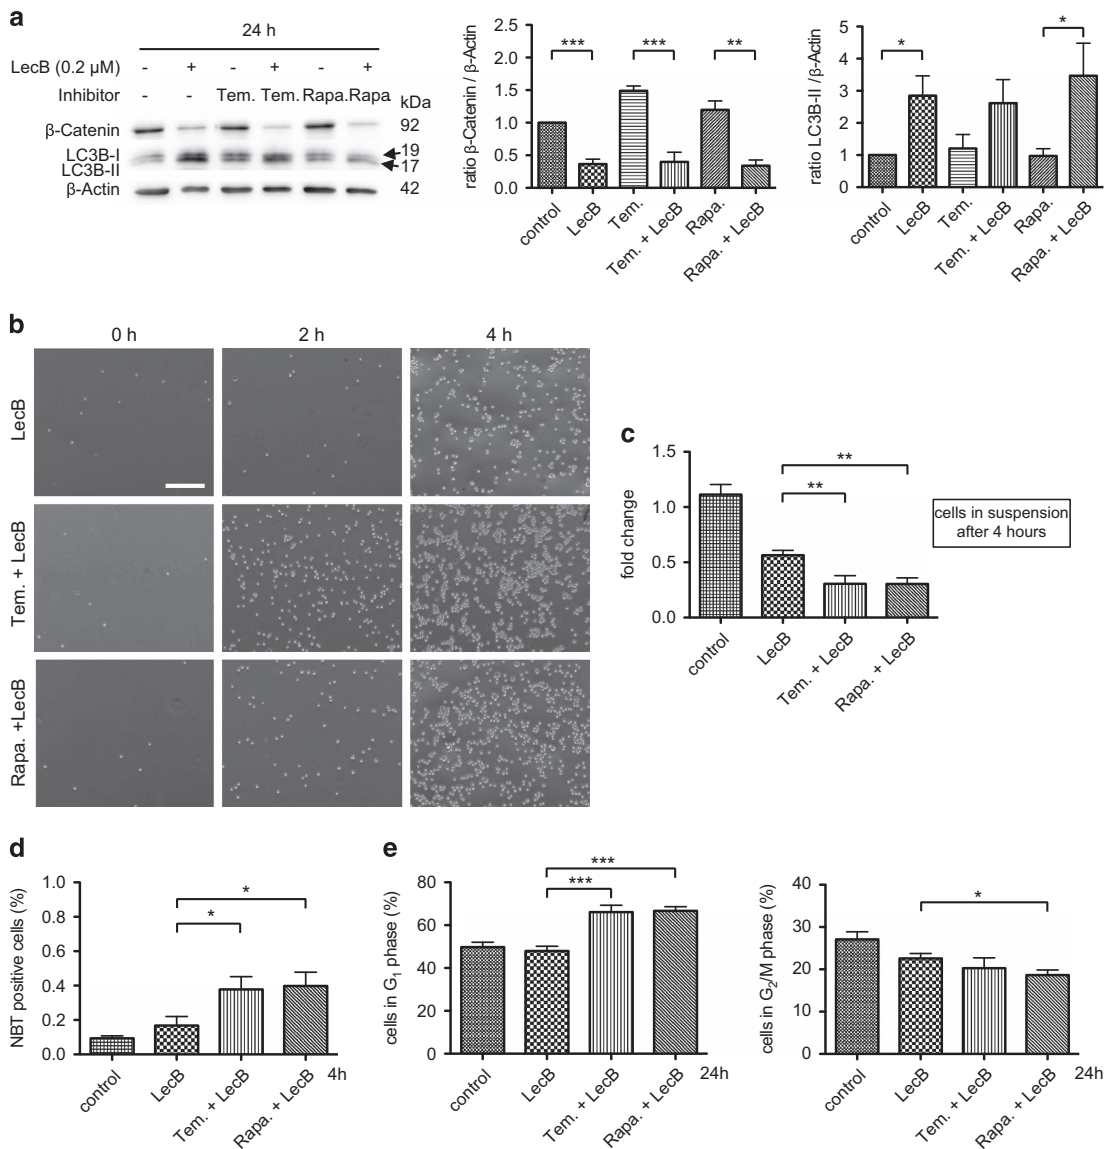 a
24 h
LecB (0.2 µM) - + - + - +
Inhibitor - - Tem. Tem. Rapa. Rapa
kDa
β-Catenin 92
LC3B-I 19
LC3B-II 17
β-Actin 42
ratio β-Catenin / β-Actin
2.5
2.0
1.5
1.0
0.5
0.0
*** *** **
control LecB Tem. Tem. + LecB Rapa. Rapa. + LecB
ratio LC3B-II /β-Actin
5
4
3
2
1
0
* *
control LecB Tem. Tem. + LecB Rapa. Rapa. + LecB
b
0 h 2 h 4 h
LecB
Tem. + LecB
Rapa. +LecB
c
fold change
1.5
1.0
0.5
0.0
**
**
control LecB Tem. + LecB Rapa. + LecB
cells in suspension
after 4 hours
d
NBT positive cells (%)
1.0
0.8
0.6
0.4
0.2
0.0
*
*
control LecB Tem. + LecB Rapa. + LecB
4h
e
cells in G₁ phase (%)
80
60
40
20
0
***
***
control LecB Tem. + LecB Rapa. + LecB
24h
cells in G₂/M phase (%)
40
30
20
10
0
*
control LecB Tem. + LecB Rapa. + LecB
24h